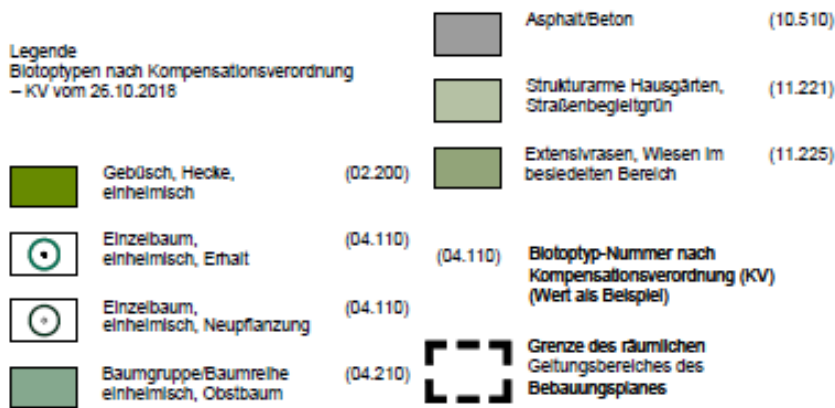 Legende
Biotoptypen nach Kompensationsverordnung
– KV vom 26.10.2018
Gebüsch, Hecke, (02.200)
einheimisch
Einzelbaum, (04.110)
einheimisch, Erhalt
Einzelbaum, (04.110)
einheimisch, Neupflanzung
Baumgruppe/Baumreihe (04.210)
einheimisch, Obstbaum
Asphalt/Beton (10.510)
Strukturarme Hausgärten, (11.221)
Straßenbegleitgrün
Extensivrasen, Wiesen im (11.225)
besiedelten Bereich
(04.110) Biotoptyp-Nummer nach
Kompensationsverordnung (KV)
(Wert als Beispiel)
Grenze des räumlichen
Geltungsbereiches des
Bebauungsplanes